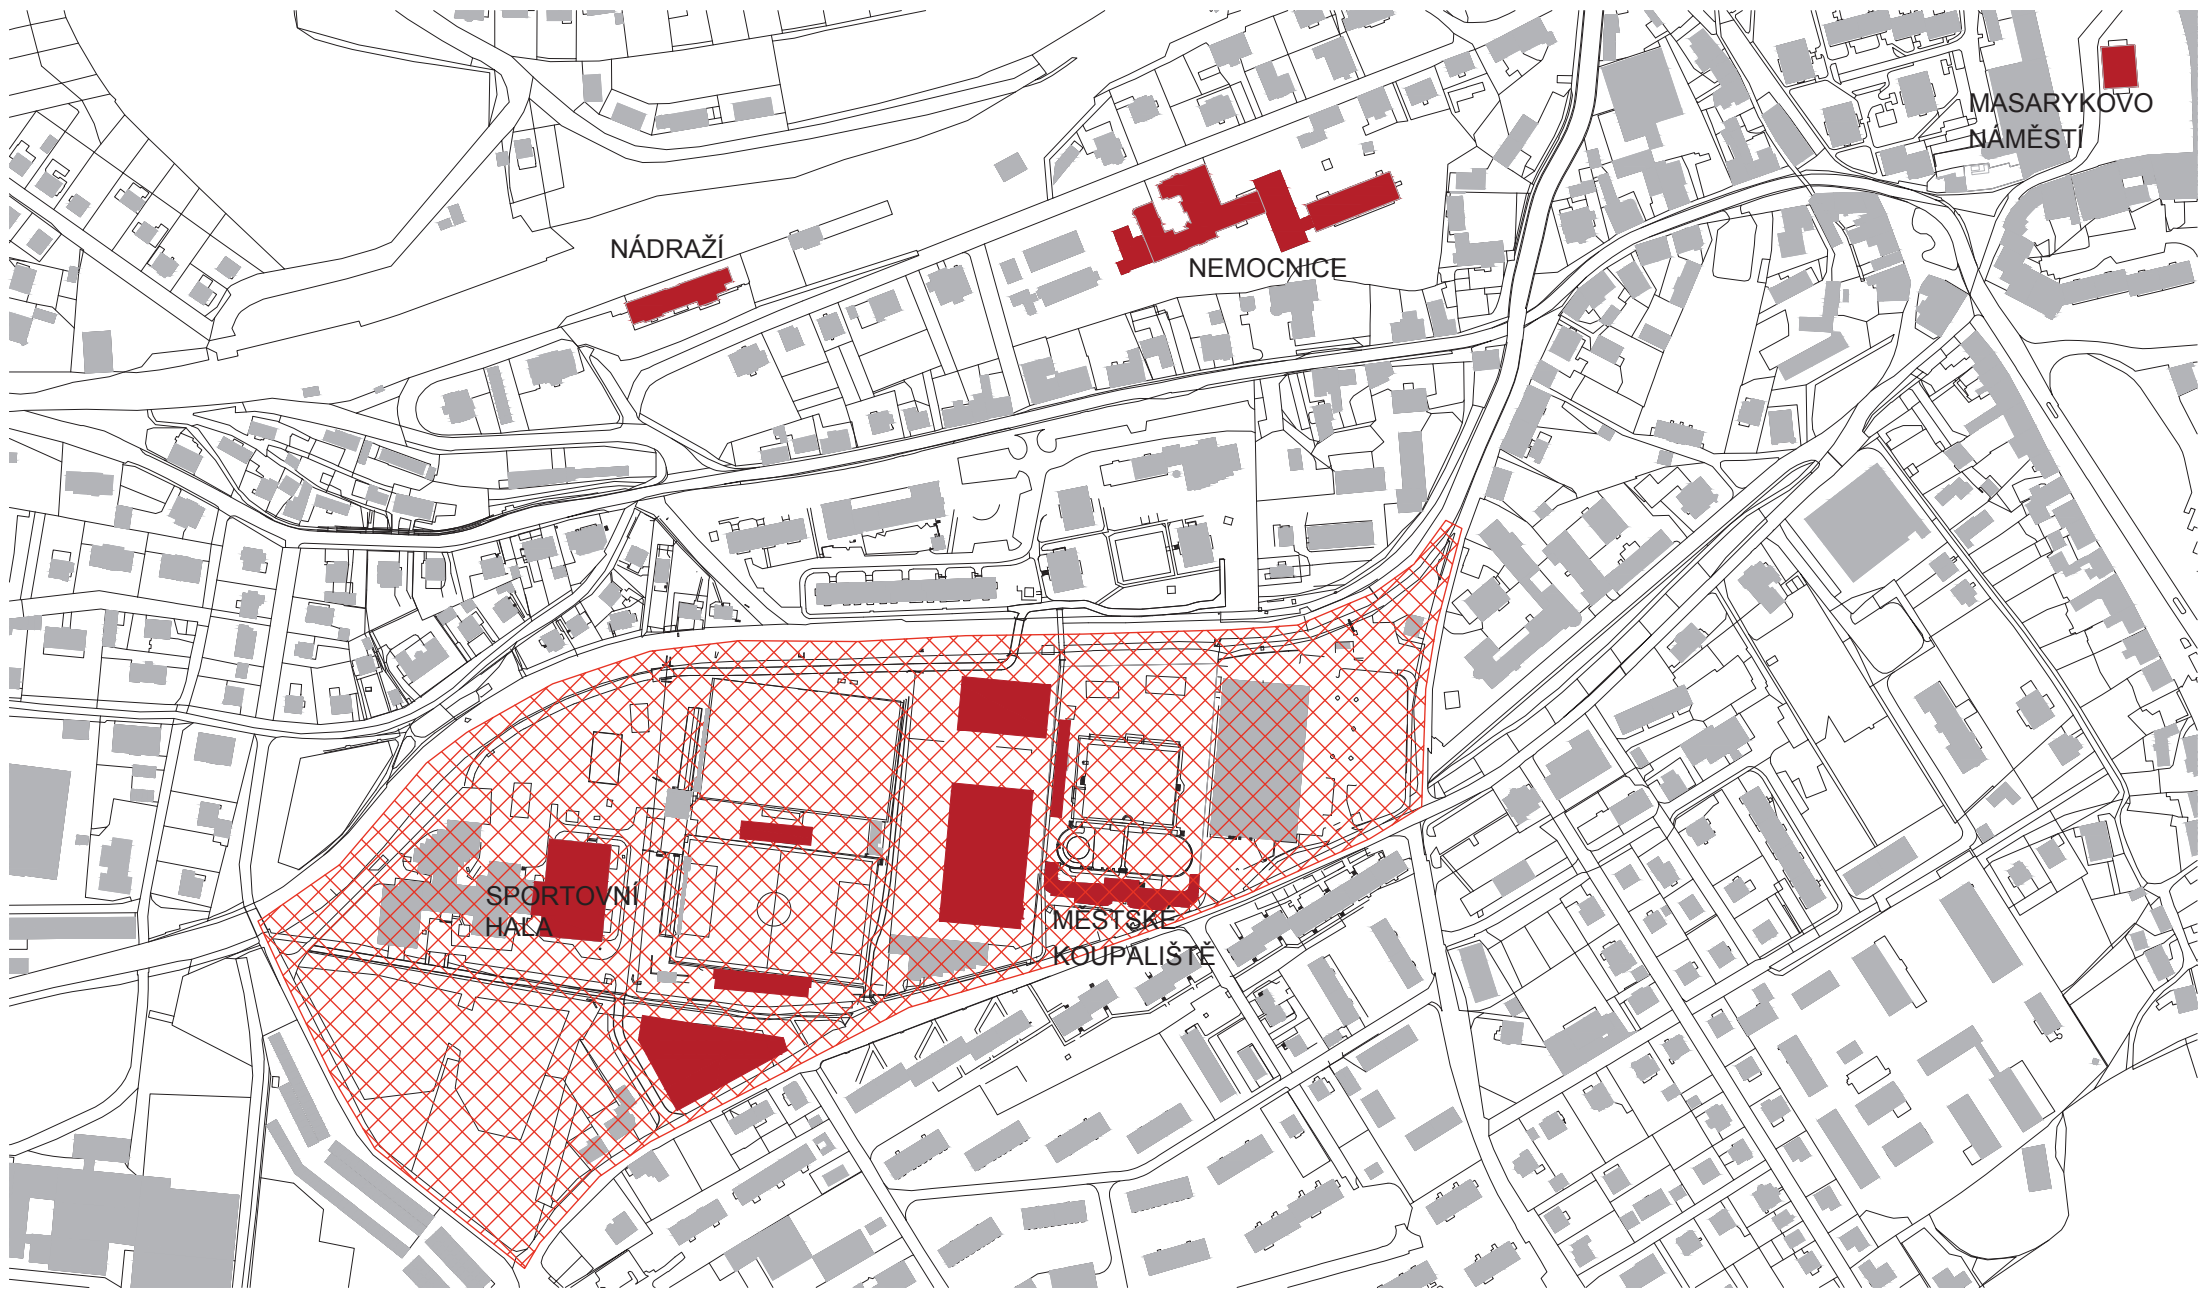 MASARYKOVO
NÁMĚSTÍ
NÁDRAŽÍ
NEMOCNICE
SPORTOVNÍ
HALA
MĚSTSKÉ
KOUPALIŠTĚ